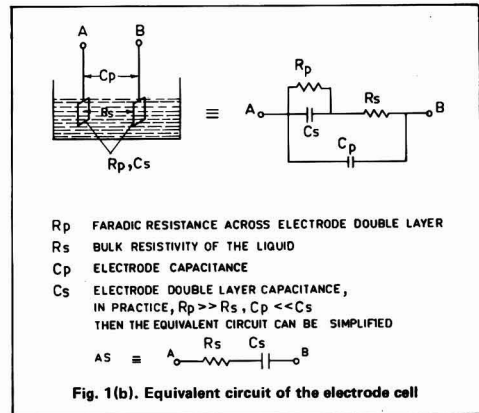 A B
Cp
Rs
Rp,Cs
≡
Rp
A Cs Rs B
Cp
Rp FARADIC RESISTANCE ACROSS ELECTRODE DOUBLE LAYER
Rs BULK RESISTIVITY OF THE LIQUID
Cp ELECTRODE CAPACITANCE
Cs ELECTRODE DOUBLE LAYER CAPACITANCE,
IN PRACTICE, Rp>>Rs, Cp <<Cs
THEN THE EQUIVALENT CIRCUIT CAN BE SIMPLIFIED
AS ≡ A Rs Cs B
Fig. 1(b). Equivalent circuit of the electrode cell